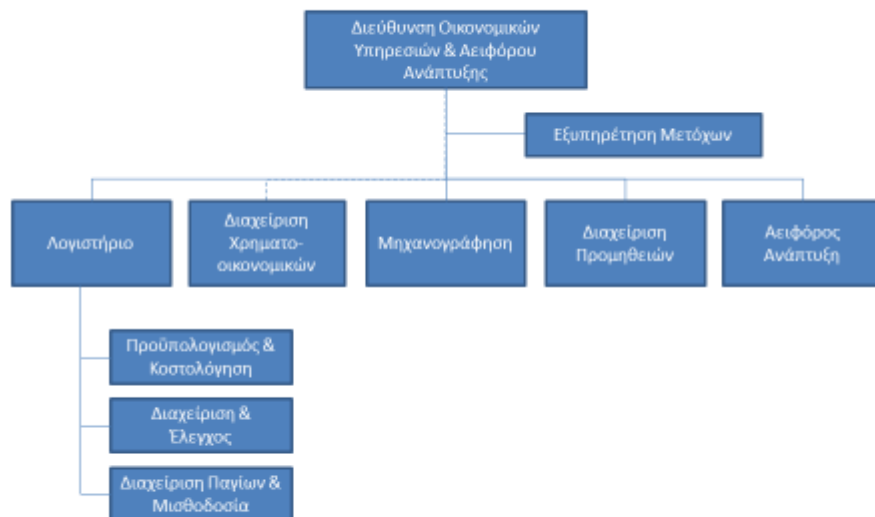 Διεύθυνση Οικονομικών
Υπηρεσιών & Αειφόρου
Ανάπτυξης
Εξυπηρέτηση Μετόχων
Λογιστήριο
Διαχείριση
Χρηματο-
οικονομικών
Μηχανογράφηση
Διαχείριση
Προμηθειών
Αειφόρος
Ανάπτυξη
Προϋπολογισμός &
Κοστολόγηση
Διαχείριση &
Έλεγχος
Διαχείριση Παγίων &
Μισθοδοσία